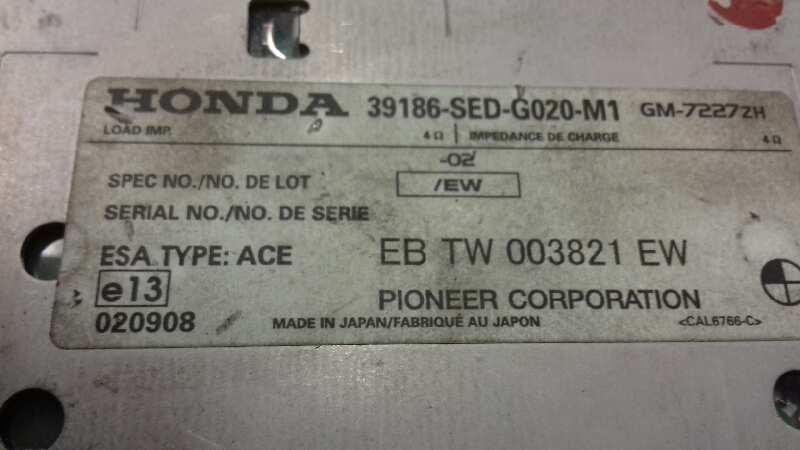 HONDA 39186-SED-G020-M1 GM-7227ZH
LOAD IMP. 4Ω IMPEDANCE DE CHARGE 4Ω
-02
SPEC NO./NO. DE LOT /EW
SERIAL NO./NO. DE SERIE
ESA TYPE: ACE EB TW 003821 EW
e13 PIONEER CORPORATION
020908 MADE IN JAPAN/FABRIQUÉ AU JAPON <CAL6766-C>